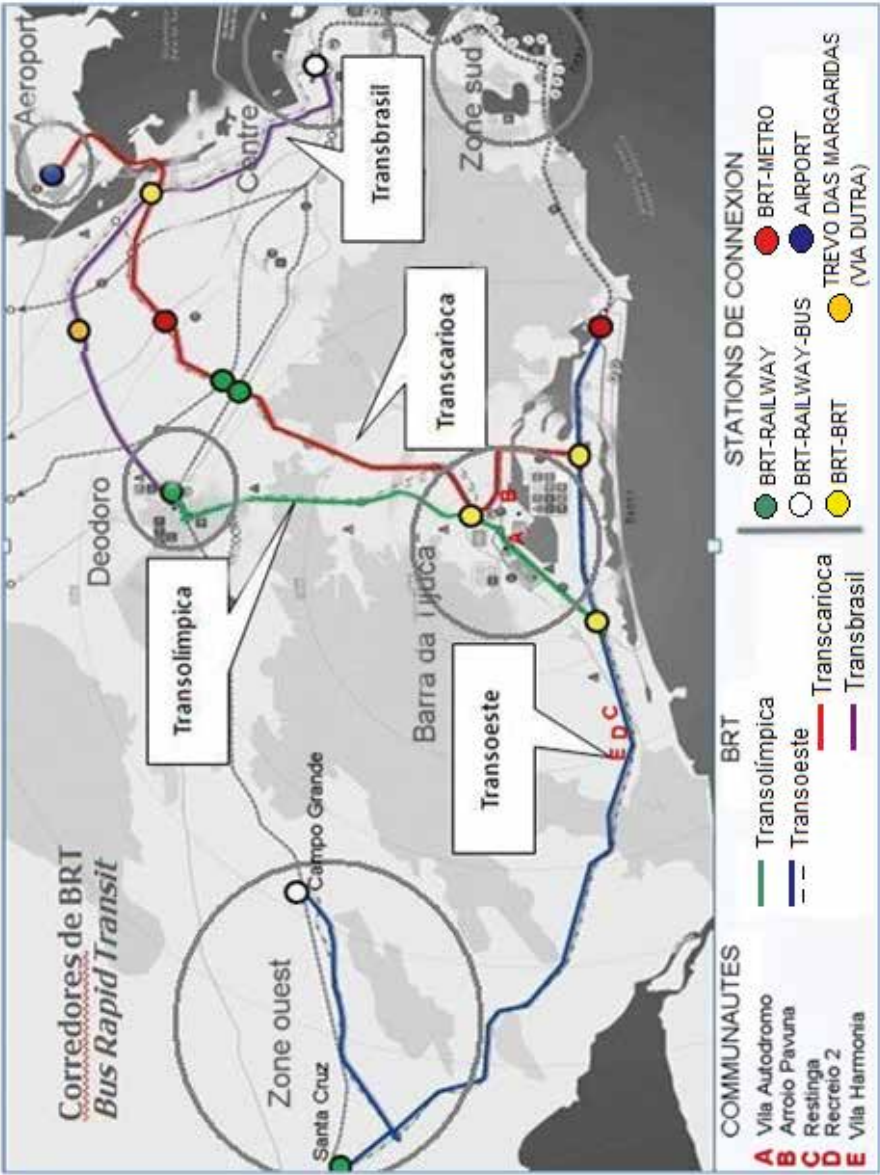 Corredores de BRT
Bus Rapid Transit
Aeroport
Centre
Zone sud
Deodoro
Barra da Tijuca
Zone ouest
Santa Cruz
Campo Grande
Transbrasil
Transcarioca
Transolímpica
Transoeste
A
B
C
D
E
COMMUNAUTES
A Vila Autodromo
B Arroio Pavuna
C Restinga
D Recreio 2
E Vila Harmonia
BRT
Transolímpica
Transoeste
Transcarioca
Transbrasil
STATIONS DE CONNEXION
BRT-RAILWAY
BRT-RAILWAY-BUS
BRT-BRT
BRT-METRO
AIRPORT
TREVO DAS MARGARIDAS
(VIA DUTRA)